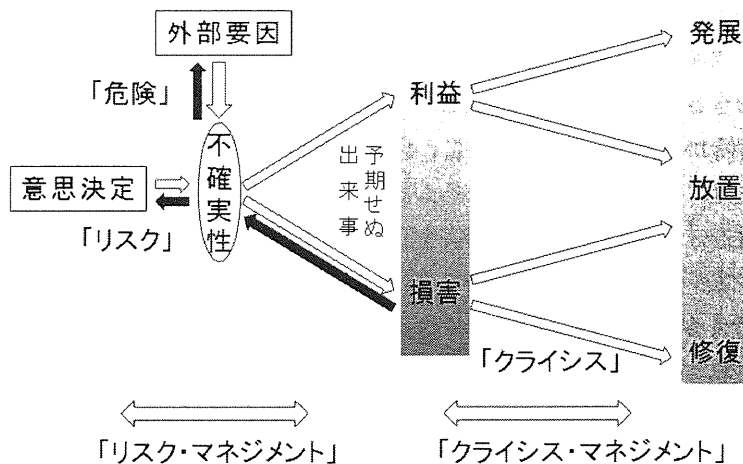 外部要因
発展
「危険」
利益
不確実性
予期せぬ
出来事
意思決定
放置
「リスク」
損害
修復
「クライシス」
「リスク・マネジメント」
「クライシス・マネジメント」